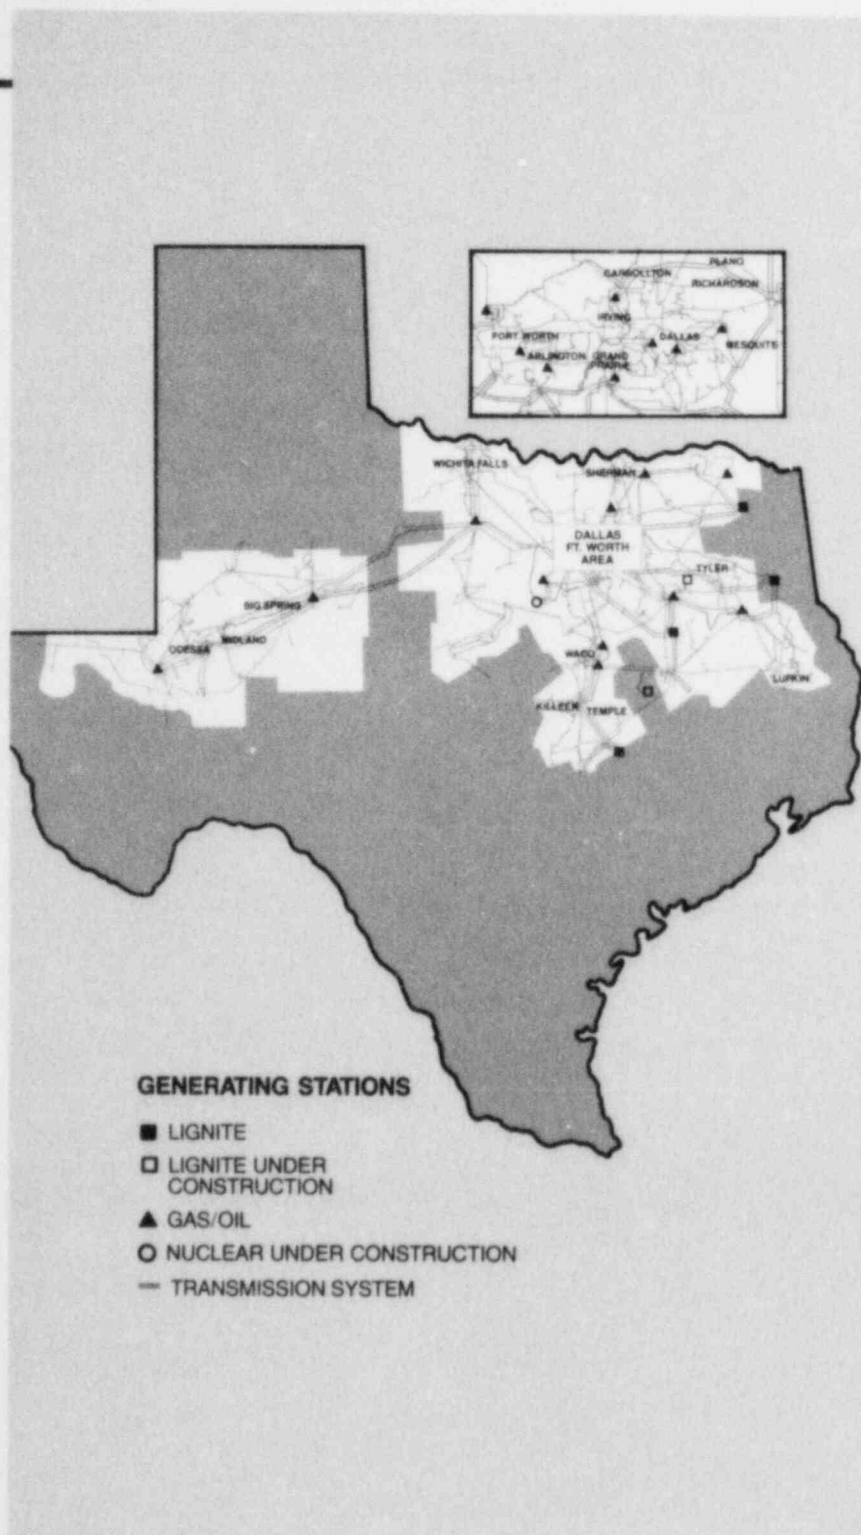 PLANO
CARROLLTON
RICHARDSON
IRVING
FORT WORTH
DALLAS
MESQUITE
ARLINGTON
GRAND
PRAIRIE
WICHITA FALLS
SHERMAN
DALLAS
FT. WORTH
AREA
TYLER
BIG SPRING
MIDLAND
ODESSA
WACO
LUFKIN
KILLEEN
TEMPLE
GENERATING STATIONS
LIGNITE
LIGNITE UNDER
CONSTRUCTION
GAS/OIL
NUCLEAR UNDER CONSTRUCTION
TRANSMISSION SYSTEM